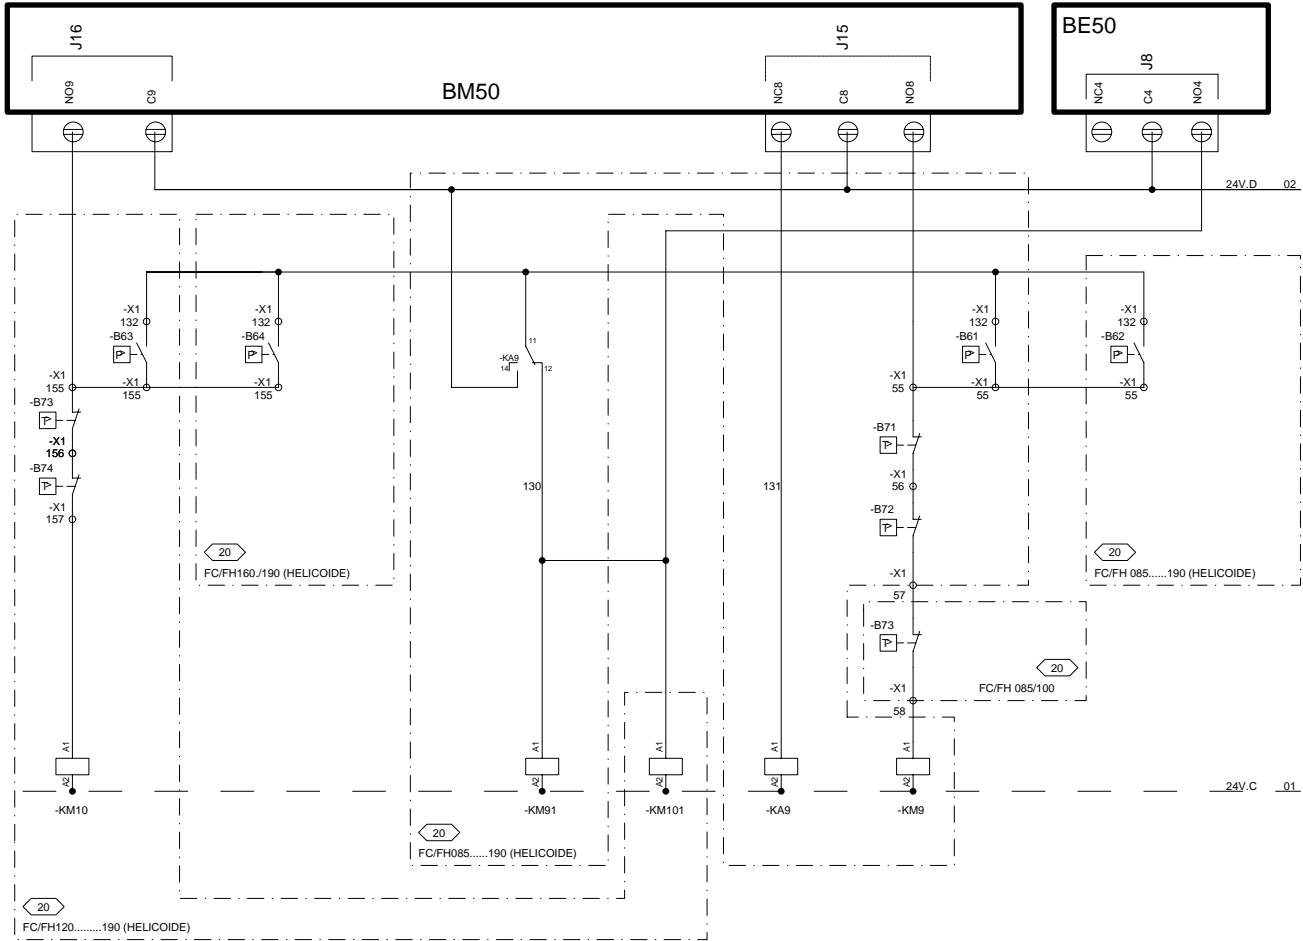 J16
J15
BE50
J8
NO9
C9
BM50
NC8
C8
NO8
NC4
C4
NO4
24V.D 02
-X1
132
-B63
P
-X1
155
-X1
132
-B64
P
-X1
155
-X1
155
-B73
T
-X1
156
-B74
T
-X1
157
-KA9
11
14
12
130
131
-X1
132
-B61
P
-X1
55
-X1
132
-B62
P
-X1
55
-X1
55
-B71
T
-X1
56
-B72
T
-X1
57
-B73
T
-X1
58
20
FC/FH160./190 (HELICOIDE)
20
FC/FH 085......190 (HELICOIDE)
20
FC/FH 085/100
A1
A2
-KM10
A1
A2
-KM91
A1
A2
-KM101
A1
A2
-KA9
A1
A2
-KM9
24V.C 01
20
FC/FH085......190 (HELICOIDE)
20
FC/FH120.........190 (HELICOIDE)